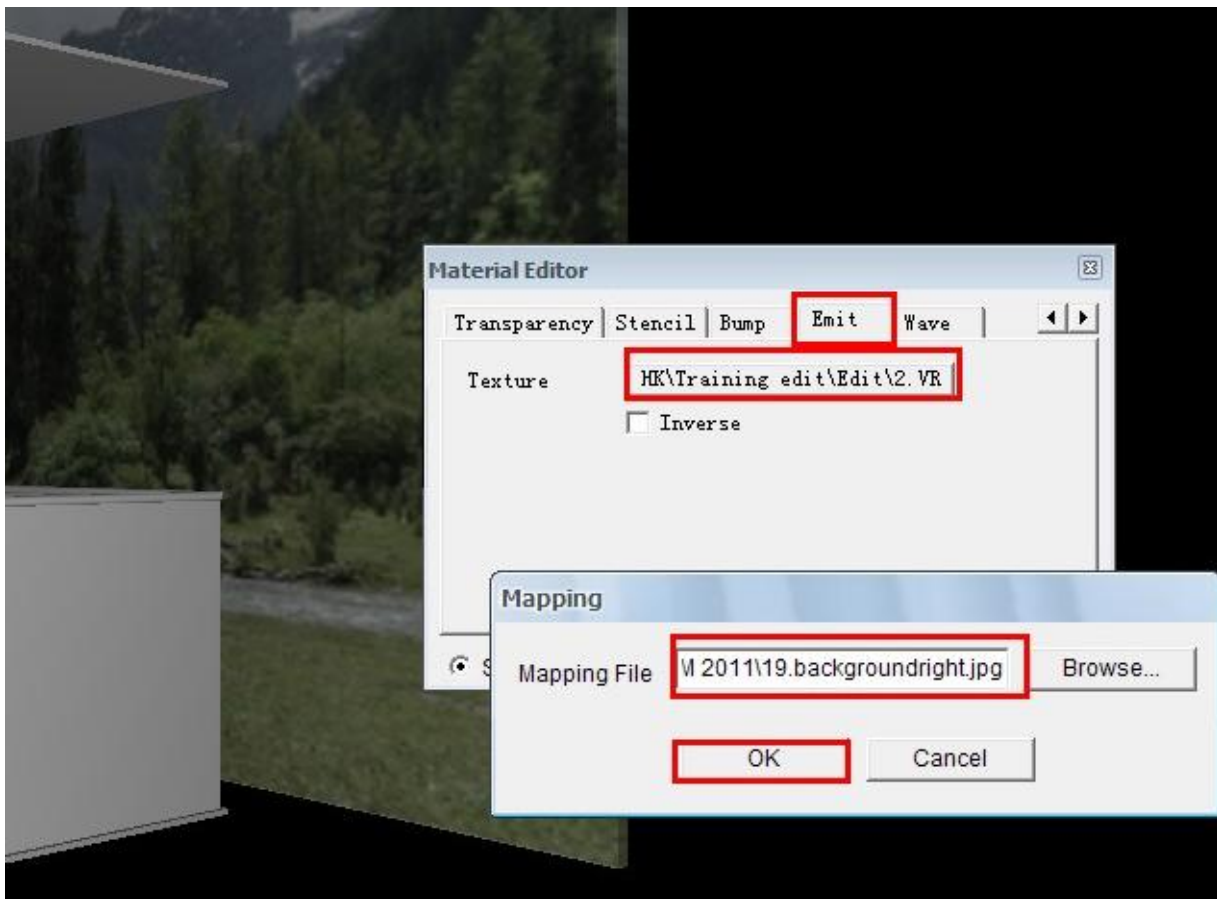 Material Editor
Transparency Stencil Bump Emit Wave
Texture HK\Training edit\Edit\2.VR
Inverse
Mapping
Mapping File 2011\19.backgroundright.jpg Browse...
OK Cancel